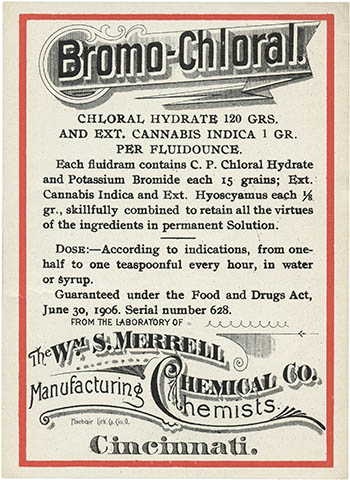 Bromo-Chloral.
CHLORAL HYDRATE 120 GRS.
AND EXT. CANNABIS INDICA 1 GR.
PER FLUIDOUNCE.
Each fluidram contains C. P. Chloral Hydrate
and Potassium Bromide each 15 grains; Ext.
Cannabis Indica and Ext. Hyoscyamus each ⅛
gr., skillfully combined to retain all the virtues
of the ingredients in permanent Solution.
DOSE:—According to indications, from one-
half to one teaspoonful every hour, in water
or syrup.
Guaranteed under the Food and Drugs Act,
June 30, 1906. Serial number 628.
FROM THE LABORATORY OF
The Wm. S. MERRELL
CHEMICAL CO.
Manufacturing Chemists.
Lith. Co. Cin. O.
Cincinnati.